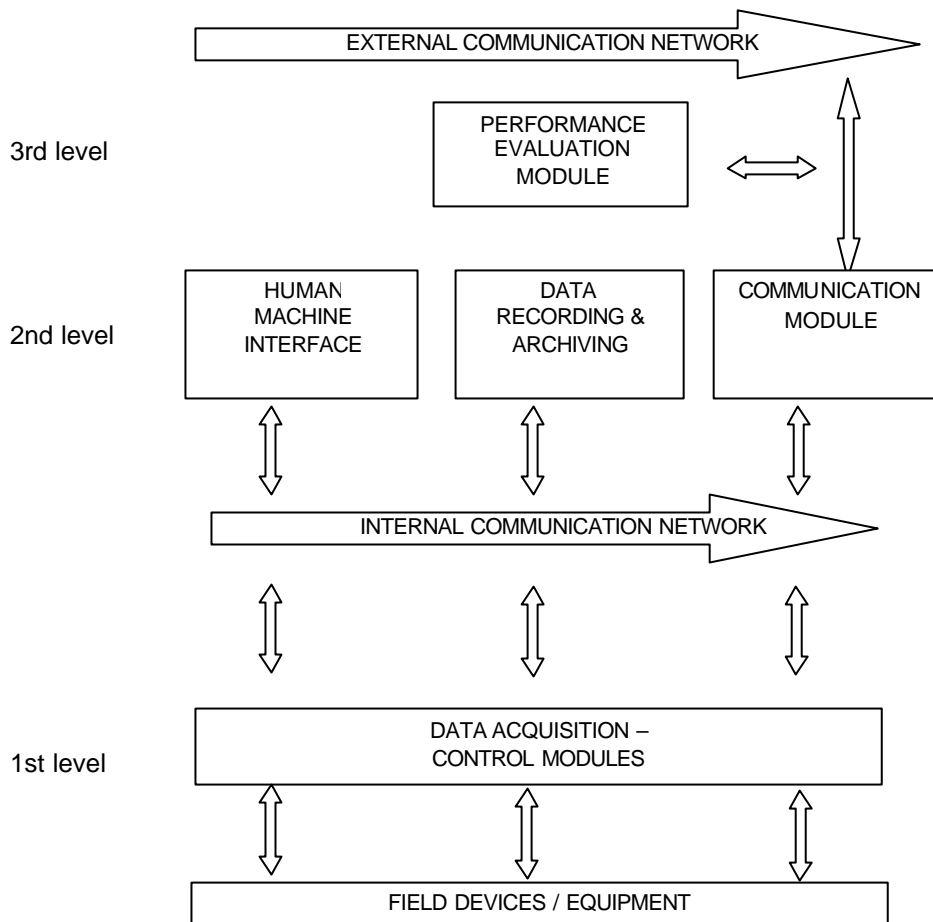 EXTERNAL COMMUNICATION NETWORK
3rd level
PERFORMANCE
EVALUATION
MODULE
2nd level
HUMAN
MACHINE
INTERFACE
DATA
RECORDING &
ARCHIVING
COMMUNICATION
MODULE
INTERNAL COMMUNICATION NETWORK
1st level
DATA ACQUISITION –
CONTROL MODULES
FIELD DEVICES / EQUIPMENT